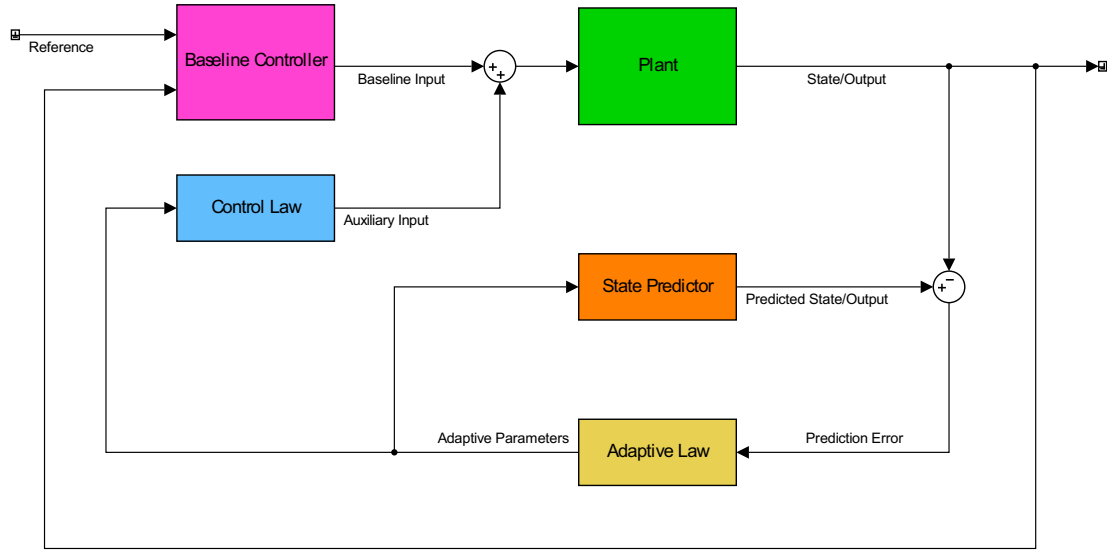 Reference
Baseline Controller
Baseline Input
+
+
Plant
State/Output
Control Law
Auxiliary Input
State Predictor
Predicted State/Output
+
−
Adaptive Parameters
Adaptive Law
Prediction Error